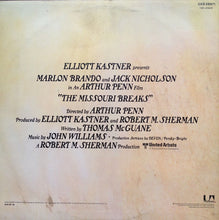 ELLIOTT KASTNER presents
MARLON BRANDO and JACK NICHOLSON
in An ARTHUR PENN Film
"THE MISSOURI BREAKS"
Directed by ARTHUR PENN
Produced by ELLIOTT KASTNER and ROBERT M. SHERMAN
Written by THOMAS McGUANE
Music by JOHN WILLIAMS
A ROBERT M. SHERMAN Production
United Artists